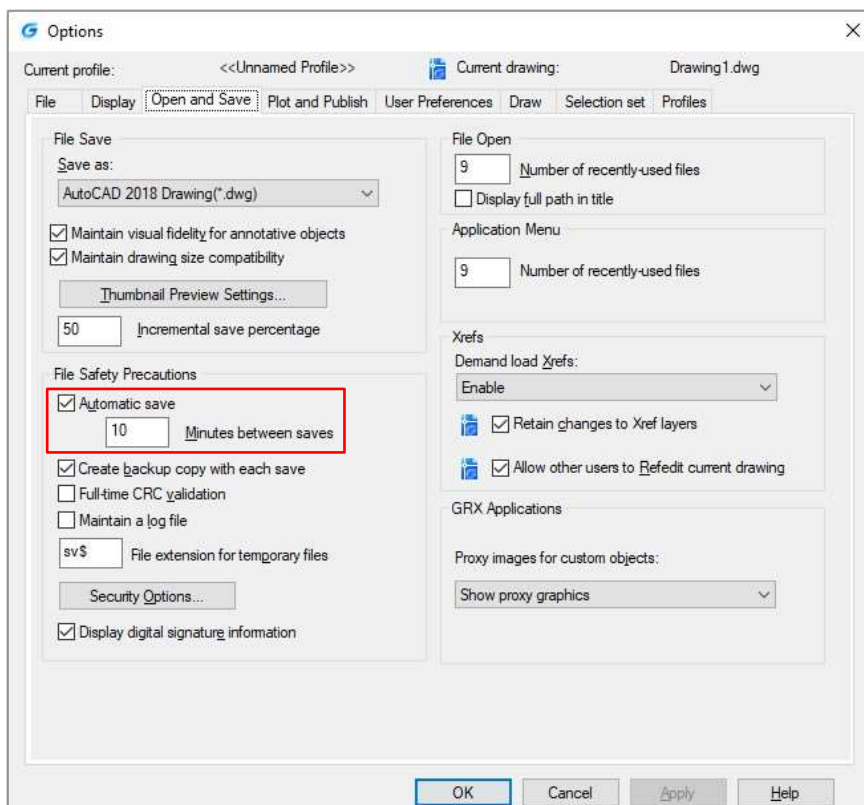 Options
Current profile: <<Unnamed Profile>> Current drawing: Drawing1.dwg
File Display Open and Save Plot and Publish User Preferences Draw Selection set Profiles
File Save
Save as:
AutoCAD 2018 Drawing(*.dwg)
Maintain visual fidelity for annotative objects
Maintain drawing size compatibility
Thumbnail Preview Settings...
50 Incremental save percentage
File Safety Precautions
Automatic save
10 Minutes between saves
Create backup copy with each save
Full-time CRC validation
Maintain a log file
sv$ File extension for temporary files
Security Options...
Display digital signature information
File Open
9 Number of recently-used files
Display full path in title
Application Menu
9 Number of recently-used files
Xrefs
Demand load Xrefs:
Enable
Retain changes to Xref layers
Allow other users to Refedit current drawing
GRX Applications
Proxy images for custom objects:
Show proxy graphics
OK Cancel Apply Help